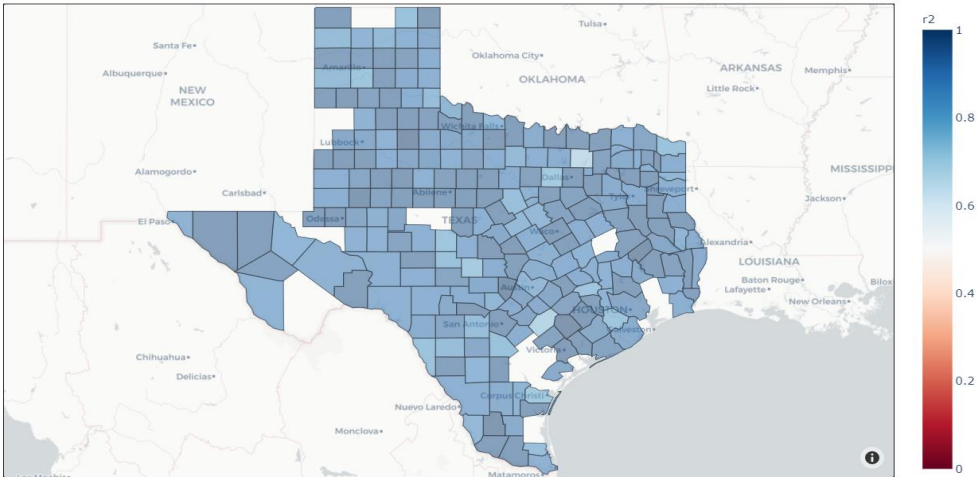 r2
1
0.8
0.6
0.4
0.2
0
Tulsa
Santa Fe
Oklahoma City
Albuquerque
Amarillo
OKLAHOMA
ARKANSAS
Memphis
NEW
MEXICO
Little Rock
Wichita Falls
Lubbock
MISSISSIPP
Alamogordo
Dallas
Shreveport
Carlsbad
Abilene
Tyler
Jackson
El Paso
Odessa
TEXAS
Waco
Alexandria
LOUISIANA
Austin
Baton Rouge
Lafayette
Bilox
HOUSTON
New Orleans
San Antonio
Galveston
Victoria
Chihuahua
Delicias
Corpus Christi
Nuevo Laredo
Monclova
Matamoros
i